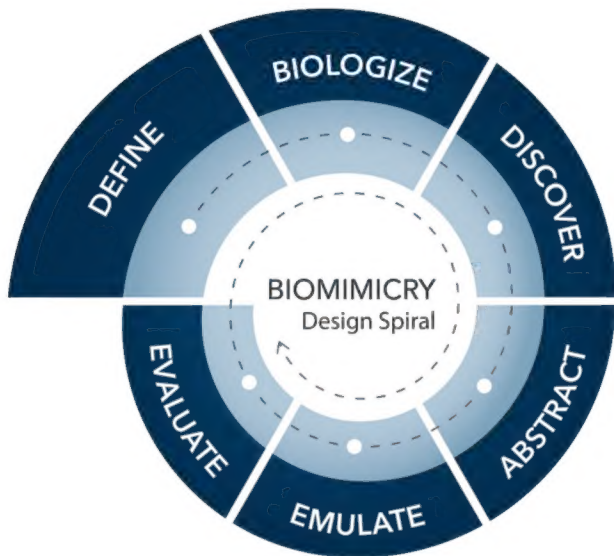 DEFINE
BIOLOGIZE
DISCOVER
ABSTRACT
EMULATE
EVALUATE
BIOMIMICRY
Design Spiral